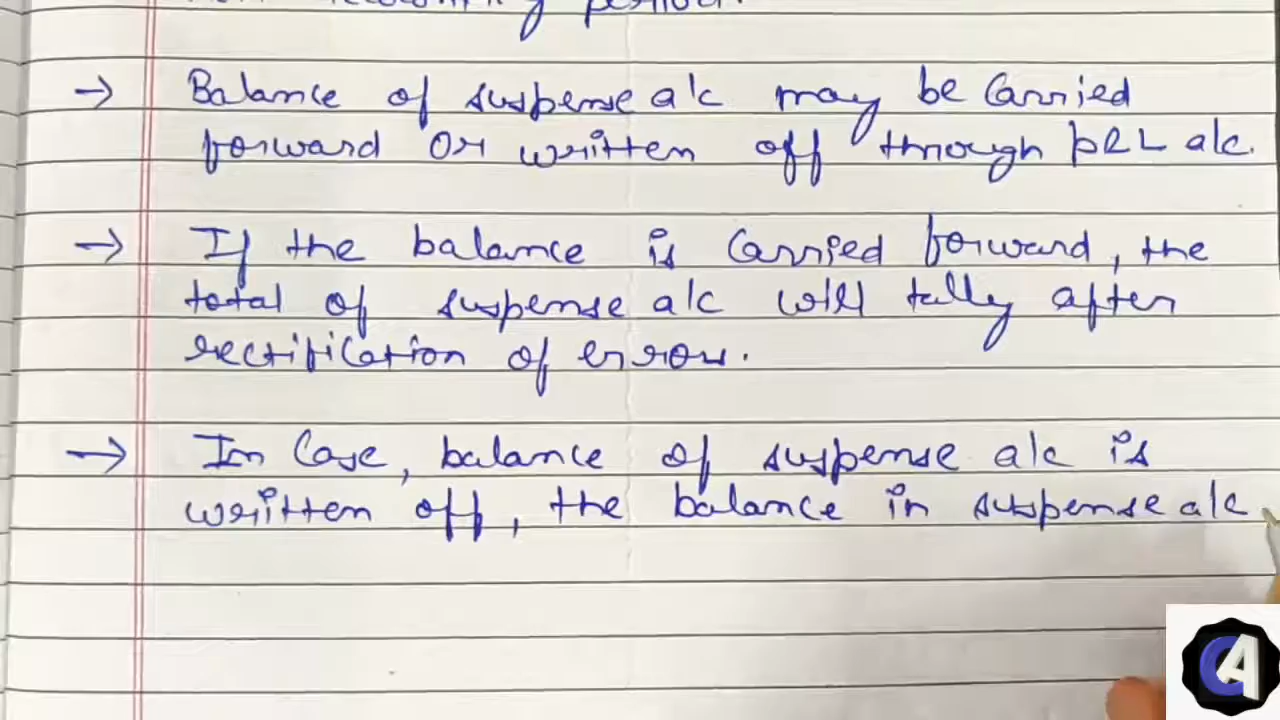 period.
→ Balance of suspense a/c may be Carried
forward or written off through P&L a/c.
→ If the balance is Carried forward, the
total of suspense a/c will tally after
rectification of error.
→ In Case, balance of suspense a/c is
written off, the balance in suspense a/c
CA